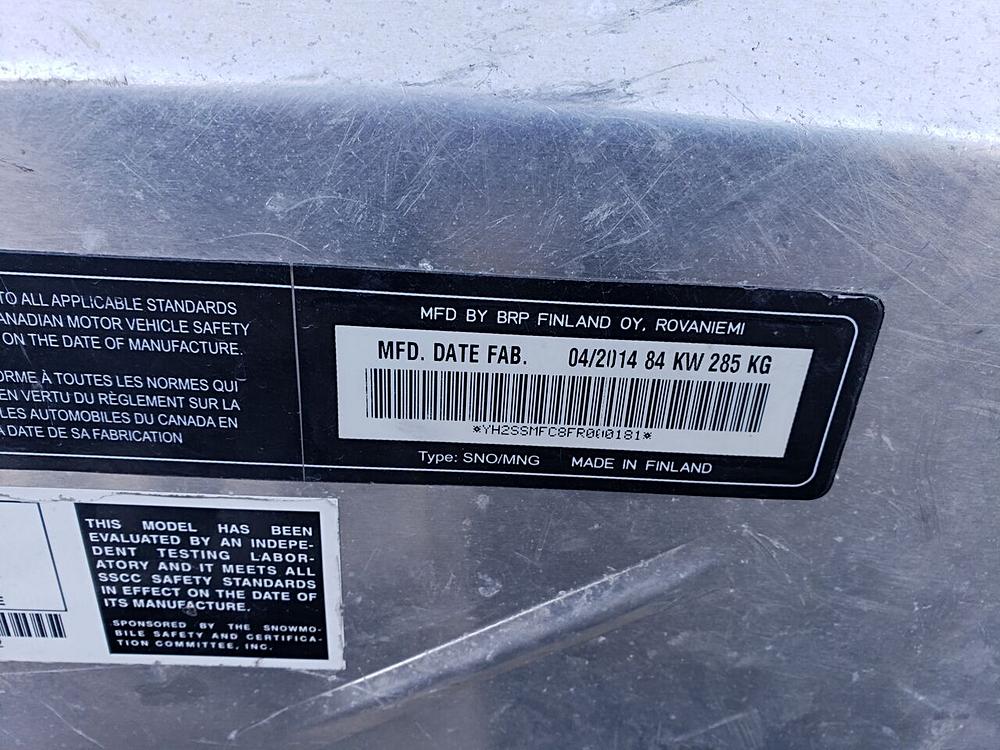 TO ALL APPLICABLE STANDARDS
ANADIAN MOTOR VEHICLE SAFETY
ON THE DATE OF MANUFACTURE.
ORME À TOUTES LES NORMES QUI
EN VERTU DU RÈGLEMENT SUR LA
LES AUTOMOBILES DU CANADA EN
A DATE DE SA FABRICATION
MFD BY BRP FINLAND OY, ROVANIEMI
MFD. DATE FAB. 04/2014 84 KW 285 KG
*YH2SSMFC8FR000181*
Type: SNO/MNG MADE IN FINLAND
THIS MODEL HAS BEEN
EVALUATED BY AN INDEPE-
DENT TESTING LABOR-
ATORY AND IT MEETS ALL
SSCC SAFETY STANDARDS
IN EFFECT ON THE DATE OF
ITS MANUFACTURE.
SPONSORED BY THE SNOWMO-
BILE SAFETY AND CERTIFICA-
TION COMMITTEE, INC.